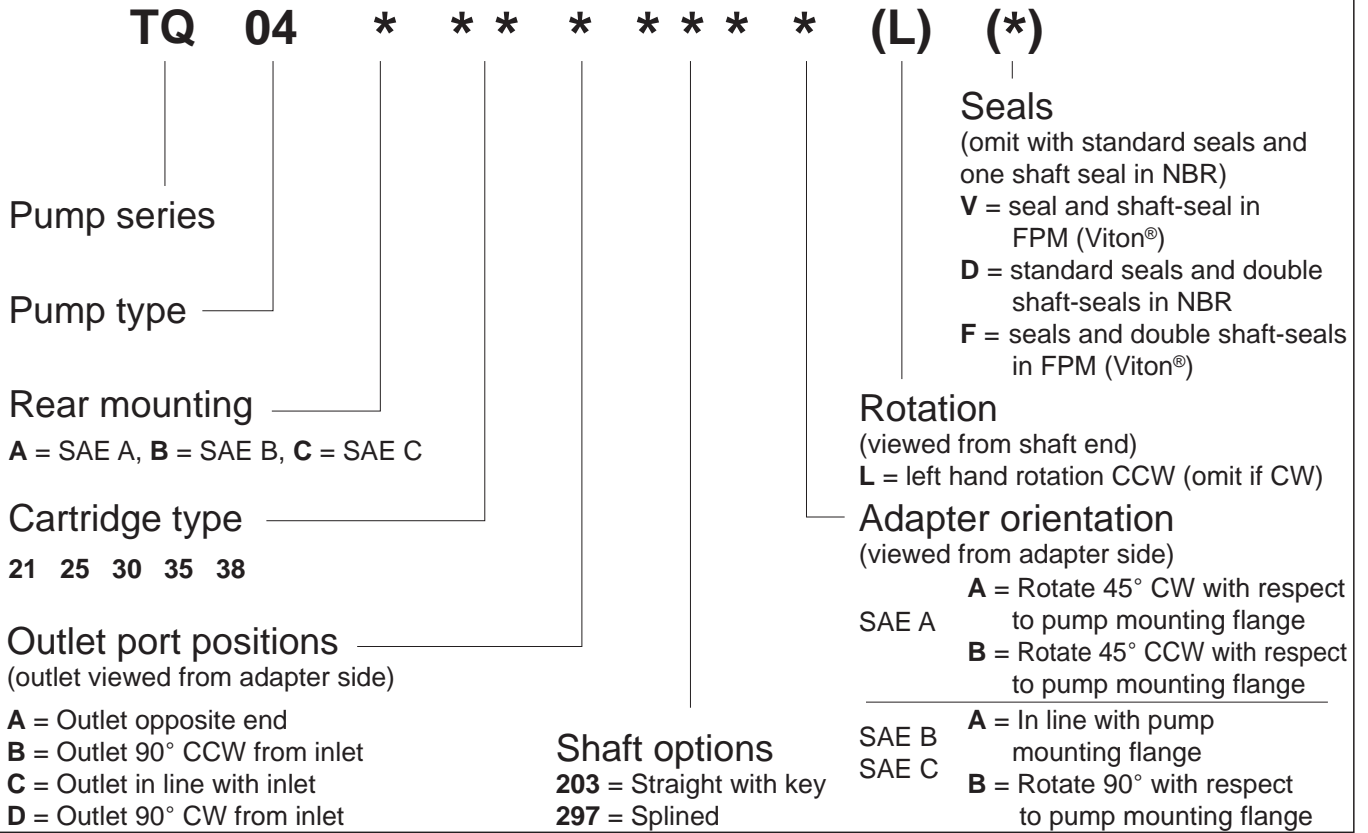 TQ 04 * * * * * * * * (L) (*)
Pump series
Pump type
Rear mounting
A = SAE A, B = SAE B, C = SAE C
Cartridge type
21 25 30 35 38
Outlet port positions
(outlet viewed from adapter side)
A = Outlet opposite end
B = Outlet 90° CCW from inlet
C = Outlet in line with inlet
D = Outlet 90° CW from inlet
Shaft options
203 = Straight with key
297 = Splined
Seals
(omit with standard seals and
one shaft seal in NBR)
V = seal and shaft-seal in
FPM (Viton®)
D = standard seals and double
shaft-seals in NBR
F = seals and double shaft-seals
in FPM (Viton®)
Rotation
(viewed from shaft end)
L = left hand rotation CCW (omit if CW)
Adapter orientation
(viewed from adapter side)
SAE A
A = Rotate 45° CW with respect
to pump mounting flange
B = Rotate 45° CCW with respect
to pump mounting flange
SAE B
SAE C
A = In line with pump
mounting flange
B = Rotate 90° with respect
to pump mounting flange